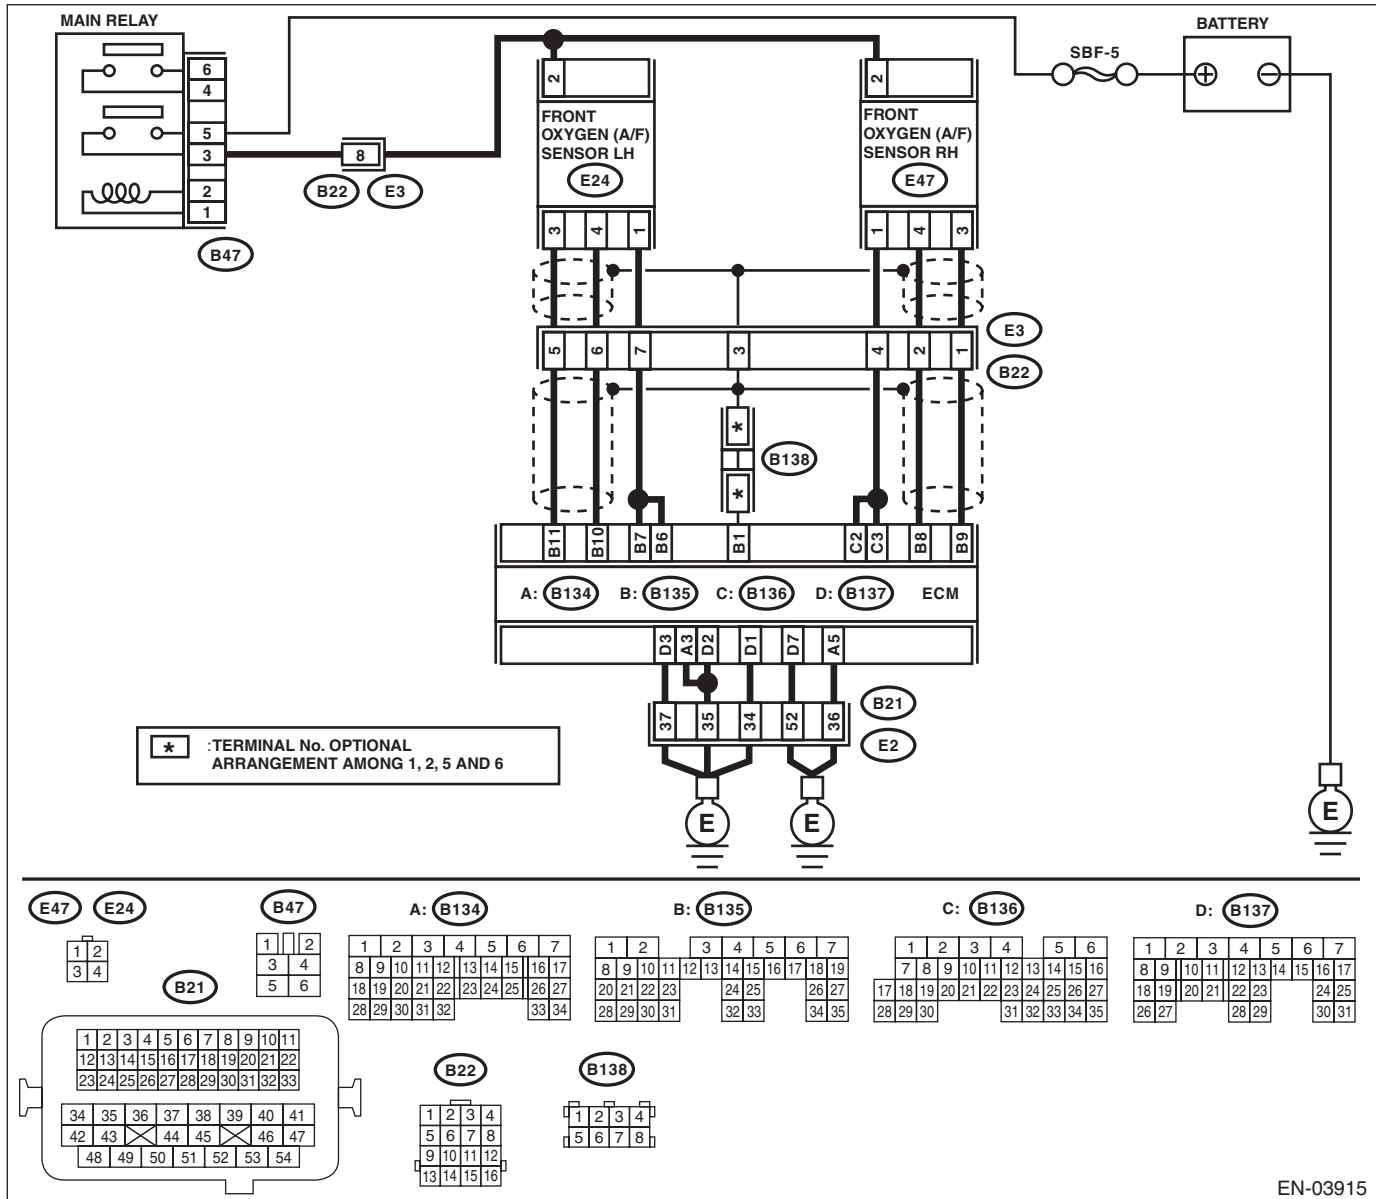 MAIN RELAY
BATTERY
SBF-5
6
4
5
3
2
1
B47
8
B22 E3
2
FRONT
OXYGEN (A/F)
SENSOR LH
E24
3 4 1
2
FRONT
OXYGEN (A/F)
SENSOR RH
E47
1 4 3
+ −
E3
5 6 7 3 4 2 1
B22
*
B138
*
B11 B10 B7 B6 B1 C2 C3 B8 B9
A: B134 B: B135 C: B136 D: B137 ECM
D3 A3 D2 D1 D7 A5
B21
37 35 34 52 36
E2
* :TERMINAL No. OPTIONAL
ARRANGEMENT AMONG 1, 2, 5 AND 6
E E E
E47 E24
1 2
3 4
B47
1 2
3 4
5 6
A: B134
1 2 3 4 5 6 7
8 9 10 11 12 13 14 15 16 17
18 19 20 21 22 23 24 25 26 27
28 29 30 31 32 33 34
B: B135
1 2 3 4 5 6 7
8 9 10 11 12 13 14 15 16 17 18 19
20 21 22 23 24 25 26 27
28 29 30 31 32 33 34 35
C: B136
1 2 3 4 5 6
7 8 9 10 11 12 13 14 15 16
17 18 19 20 21 22 23 24 25 26 27
28 29 30 31 32 33 34 35
D: B137
1 2 3 4 5 6 7
8 9 10 11 12 13 14 15 16 17
18 19 20 21 22 23 24 25
26 27 28 29 30 31
B21
1 2 3 4 5 6 7 8 9 10 11
12 13 14 15 16 17 18 19 20 21 22
23 24 25 26 27 28 29 30 31 32 33
34 35 36 37 38 39 40 41
42 43 44 45 46 47
48 49 50 51 52 53 54
B22
1 2 3 4
5 6 7 8
9 10 11 12
13 14 15 16
B138
1 2 3 4
5 6 7 8
EN-03915